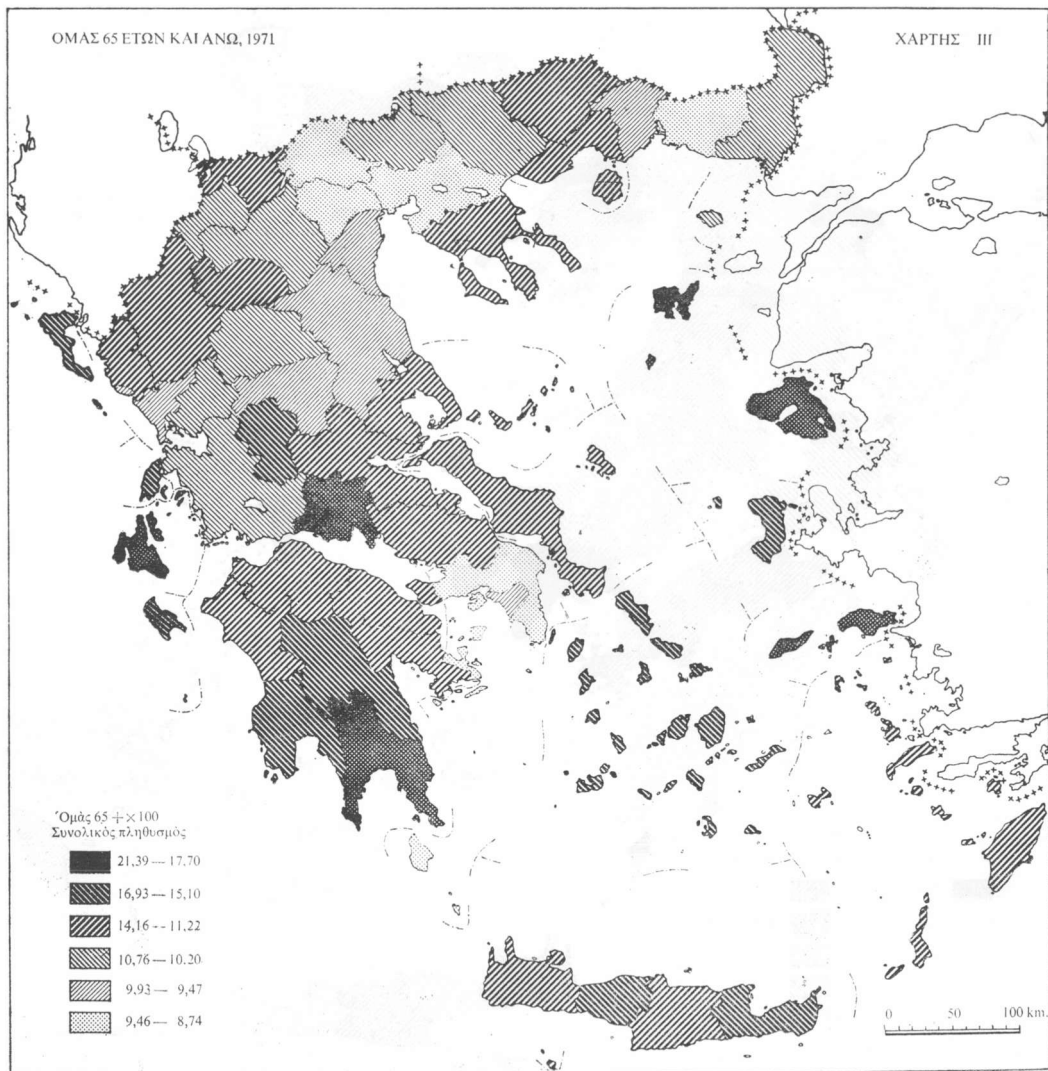 ΟΜΑΣ 65 ΕΤΩΝ ΚΑΙ ΑΝΩ, 1971
ΧΑΡΤΗΣ III
Ὁμὰς 65 + × 100
Συνολικὸς πληθυσμὸς
21,39 — 17.70
16,93 — 15,10
14,16 — 11,22
10,76 — 10.20
9.93 — 9,47
9,46 — 8,74
0 50 100 km.